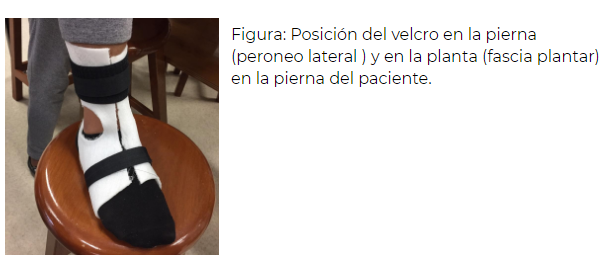 Figura: Posición del velcro en la pierna
(peroneo lateral ) y en la planta (fascia plantar)
en la pierna del paciente.